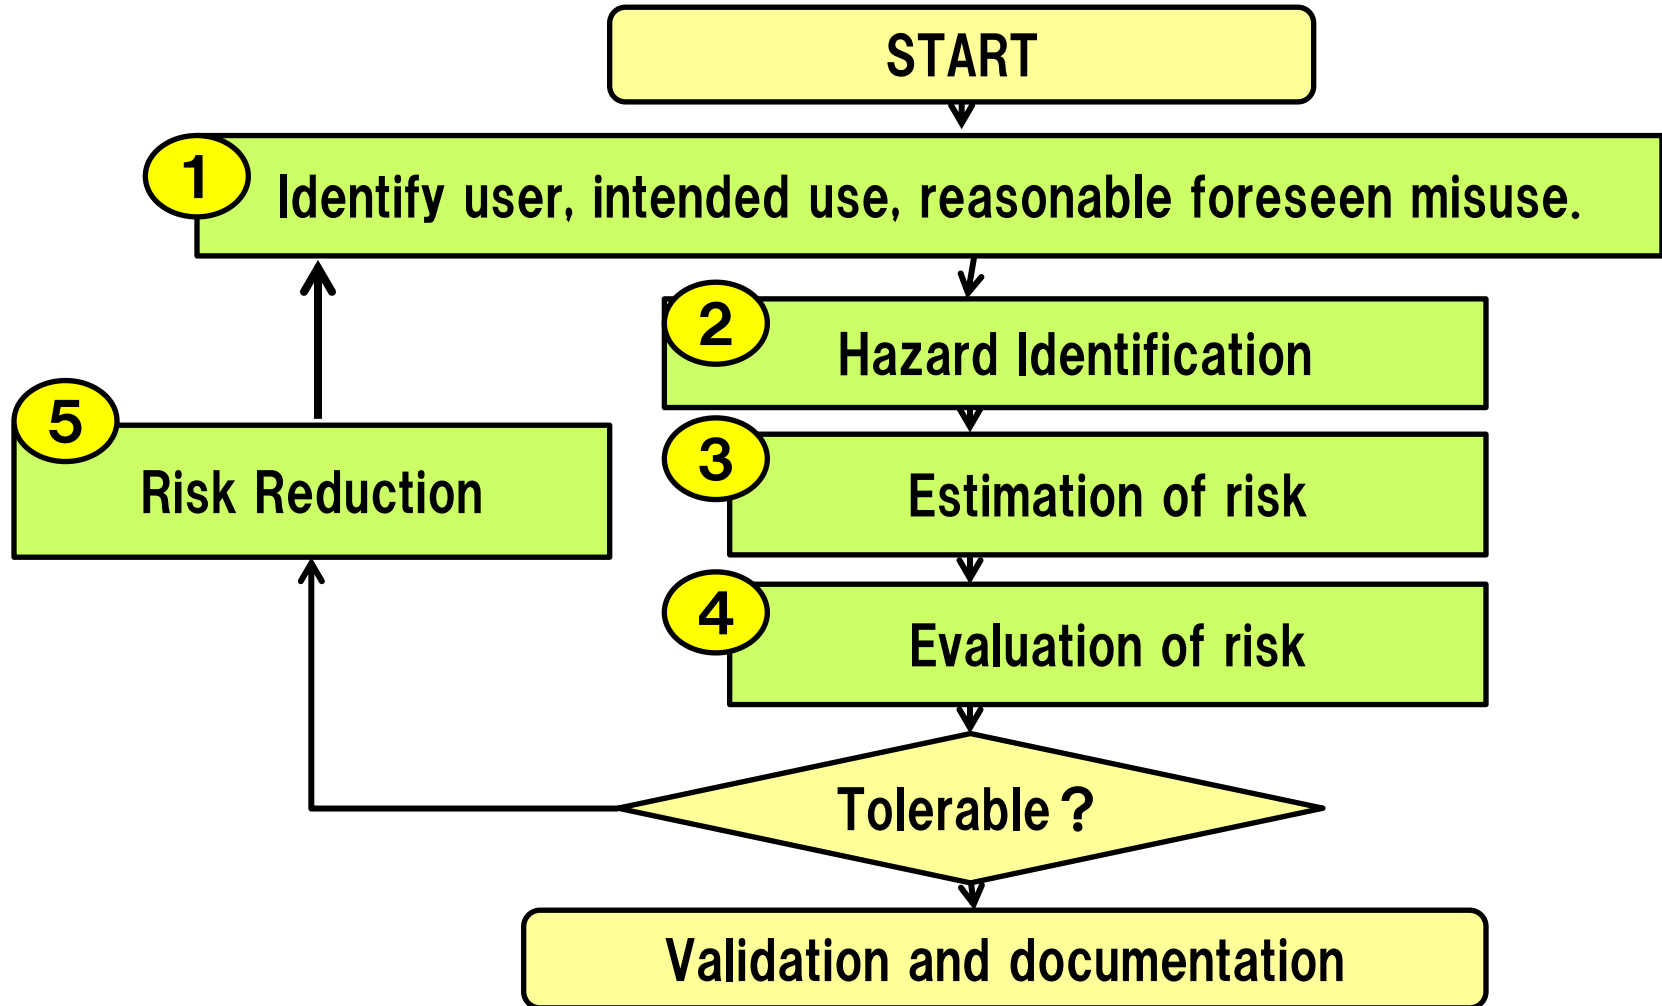 START
1
Identify user, intended use, reasonable foreseen misuse.
2
Hazard Identification
3
Estimation of risk
4
Evaluation of risk
5
Risk Reduction
Tolerable?
Validation and documentation